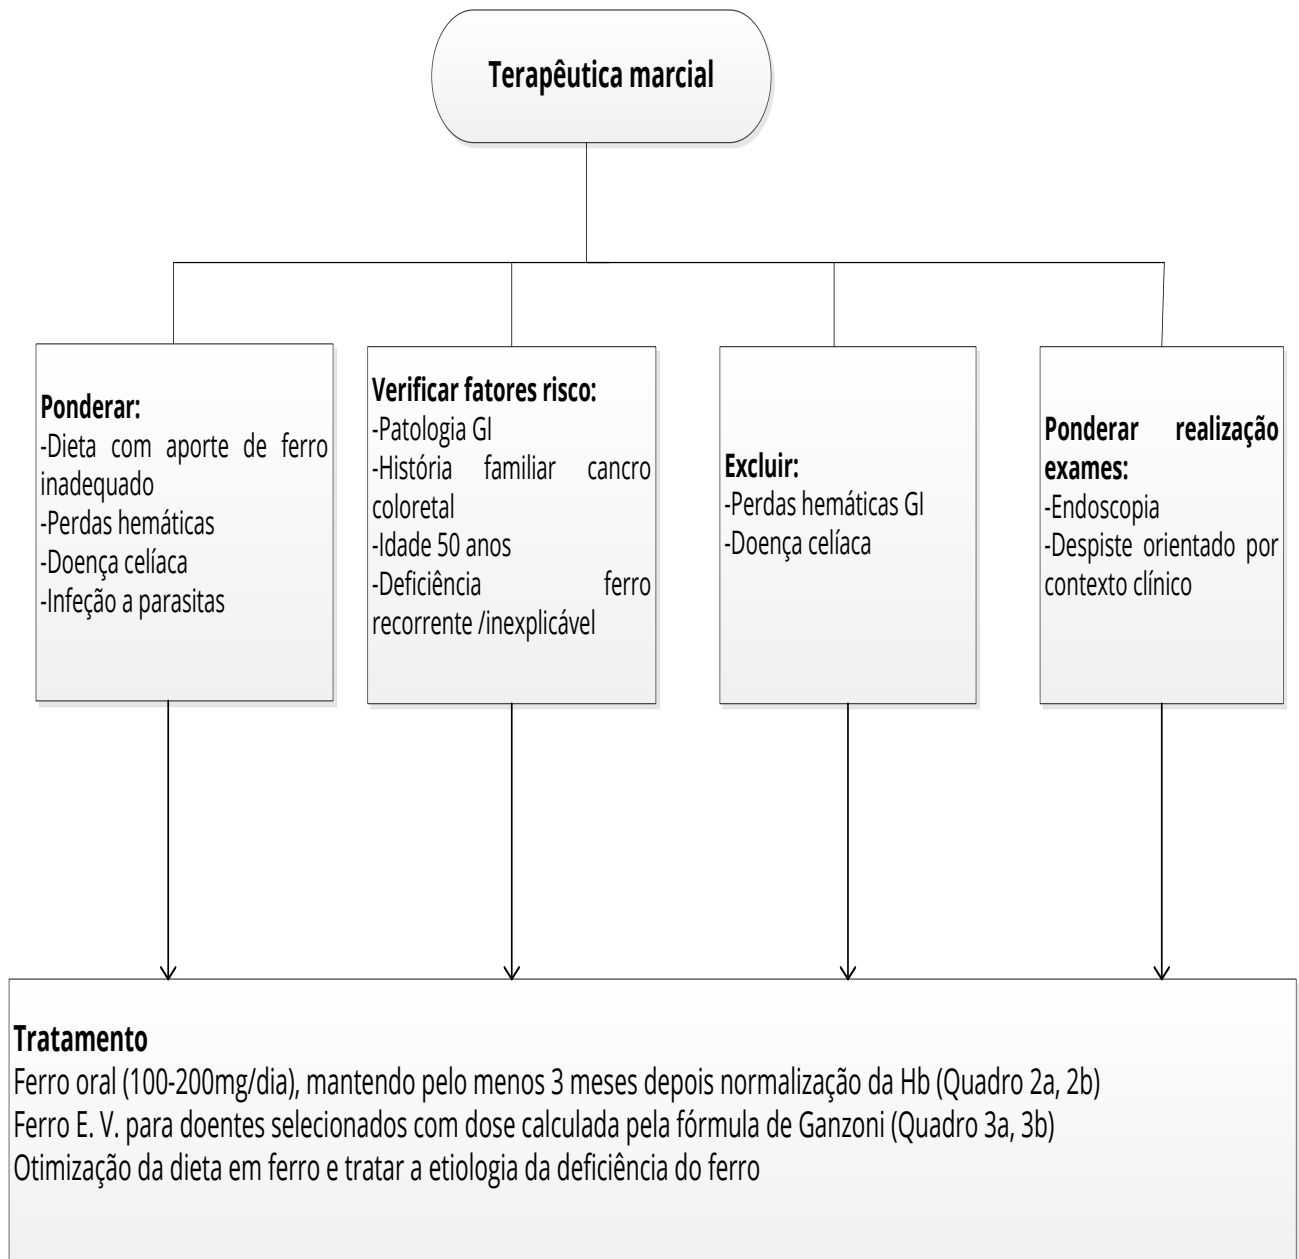 Terapêutica marcial
Ponderar:
-Dieta com aporte de ferro
inadequado
-Perdas hemáticas
-Doença celíaca
-Infeção a parasitas
Verificar fatores risco:
-Patologia GI
-História familiar cancro
coloretal
-Idade 50 anos
-Deficiência ferro
recorrente /inexplicável
Excluir:
-Perdas hemáticas GI
-Doença celíaca
Ponderar realização
exames:
-Endoscopia
-Despiste orientado por
contexto clínico
Tratamento
Ferro oral (100-200mg/dia), mantendo pelo menos 3 meses depois normalização da Hb (Quadro 2a, 2b)
Ferro E. V. para doentes selecionados com dose calculada pela fórmula de Ganzoni (Quadro 3a, 3b)
Otimização da dieta em ferro e tratar a etiologia da deficiência do ferro